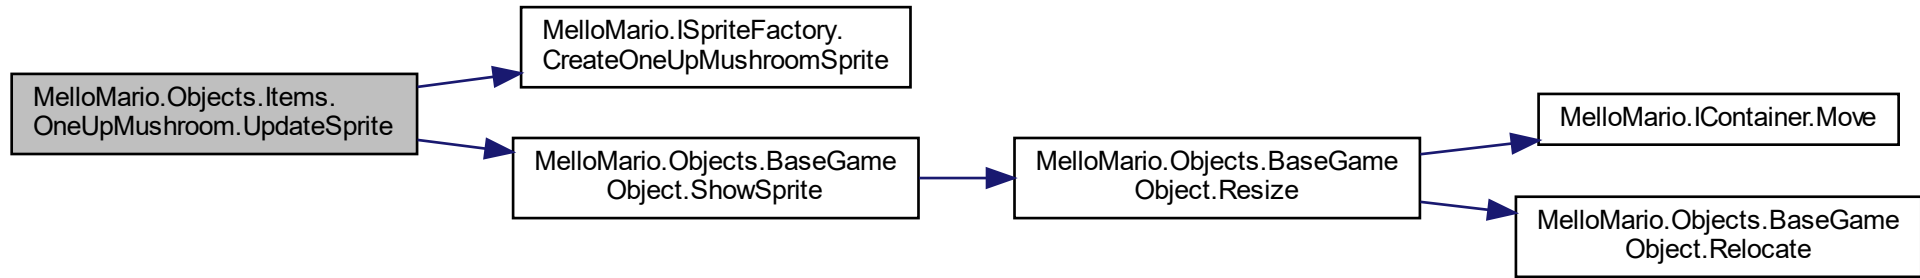 MelloMario.Objects.Items.
OneUpMushroom.UpdateSprite
MelloMario.ISpriteFactory.
CreateOneUpMushroomSprite
MelloMario.Objects.BaseGame
Object.ShowSprite
MelloMario.Objects.BaseGame
Object.Resize
MelloMario.IContainer.Move
MelloMario.Objects.BaseGame
Object.Relocate